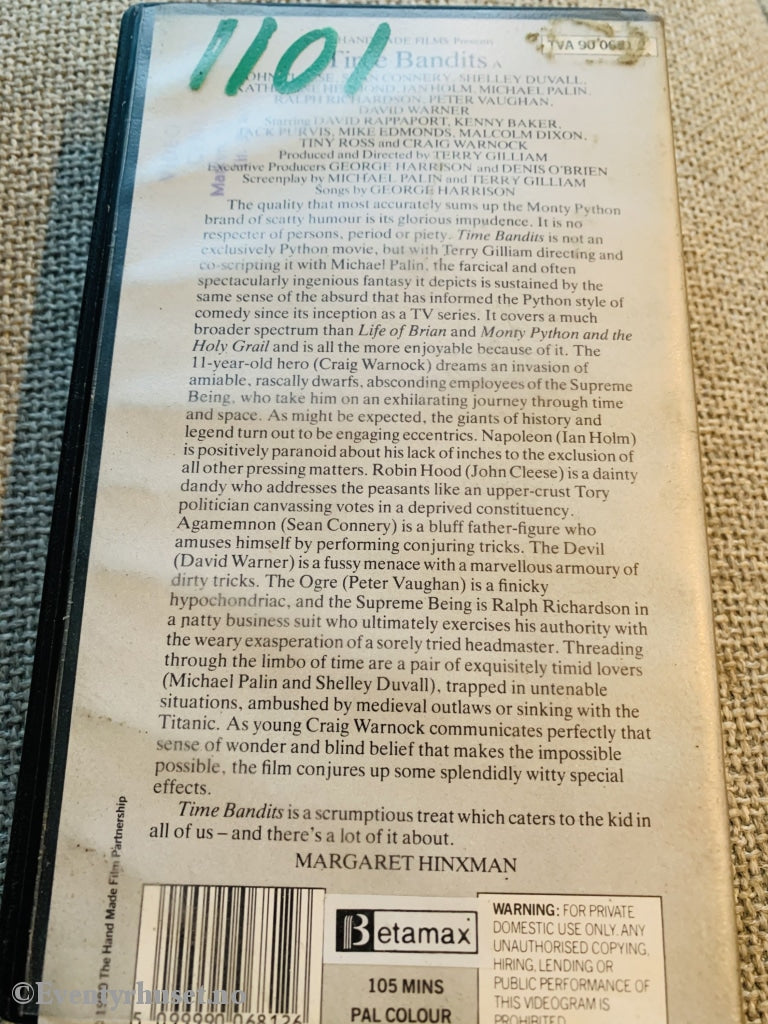 1101
HANDMADE FILMS Presents
TVA 90 068
Time Bandits A
JOHN CLEESE, SEAN CONNERY, SHELLEY DUVALL,
KATHERINE HELMOND, IAN HOLM, MICHAEL PALIN,
RALPH RICHARDSON, PETER VAUGHAN,
DAVID WARNER
Starring DAVID RAPPAPORT, KENNY BAKER,
JACK PURVIS, MIKE EDMONDS, MALCOLM DIXON,
TINY ROSS and CRAIG WARNOCK
Produced and Directed by TERRY GILLIAM
Executive Producers GEORGE HARRISON and DENIS O'BRIEN
Screenplay by MICHAEL PALIN and TERRY GILLIAM
Songs by GEORGE HARRISON
The quality that most accurately sums up the Monty Python
brand of scatty humour is its glorious impudence. It is no
respecter of persons, period or piety. Time Bandits is not an
exclusively Python movie, but with Terry Gilliam directing and
co-scripting it with Michael Palin, the farcical and often
spectacularly ingenious fantasy it depicts is sustained by the
same sense of the absurd that has informed the Python style of
comedy since its inception as a TV series. It covers a much
broader spectrum than Life of Brian and Monty Python and the
Holy Grail and is all the more enjoyable because of it. The
11-year-old hero (Craig Warnock) dreams an invasion of
amiable, rascally dwarfs, absconding employees of the Supreme
Being, who take him on an exhilarating journey through time
and space. As might be expected, the giants of history and
legend turn out to be engaging eccentrics. Napoleon (Ian Holm)
is positively paranoid about his lack of inches to the exclusion of
all other pressing matters. Robin Hood (John Cleese) is a dainty
dandy who addresses the peasants like an upper-crust Tory
politician canvassing votes in a deprived constituency.
Agamemnon (Sean Connery) is a bluff father-figure who
amuses himself by performing conjuring tricks. The Devil
(David Warner) is a fussy menace with a marvellous armoury of
dirty tricks. The Ogre (Peter Vaughan) is a finicky
hypochondriac, and the Supreme Being is Ralph Richardson in
a natty business suit who ultimately exercises his authority with
the weary exasperation of a sorely tried headmaster. Threading
through the limbo of time are a pair of exquisitely timid lovers
(Michael Palin and Shelley Duvall), trapped in untenable
situations, ambushed by medieval outlaws or sinking with the
Titanic. As young Craig Warnock communicates perfectly that
sense of wonder and blind belief that makes the impossible
possible, the film conjures up some splendidly witty special
effects.
Time Bandits is a scrumptious treat which caters to the kid in
all of us – and there's a lot of it about.
MARGARET HINXMAN
The Hand Made Film Partnership
5 099990 068126
Betamax
105 MINS
PAL COLOUR
WARNING: FOR PRIVATE
DOMESTIC USE ONLY. ANY
UNAUTHORISED COPYING,
HIRING, LENDING OR
PUBLIC PERFORMANCE OF
THIS VIDEOGRAM IS
PROHIBITED
©Eventyrhuset.no